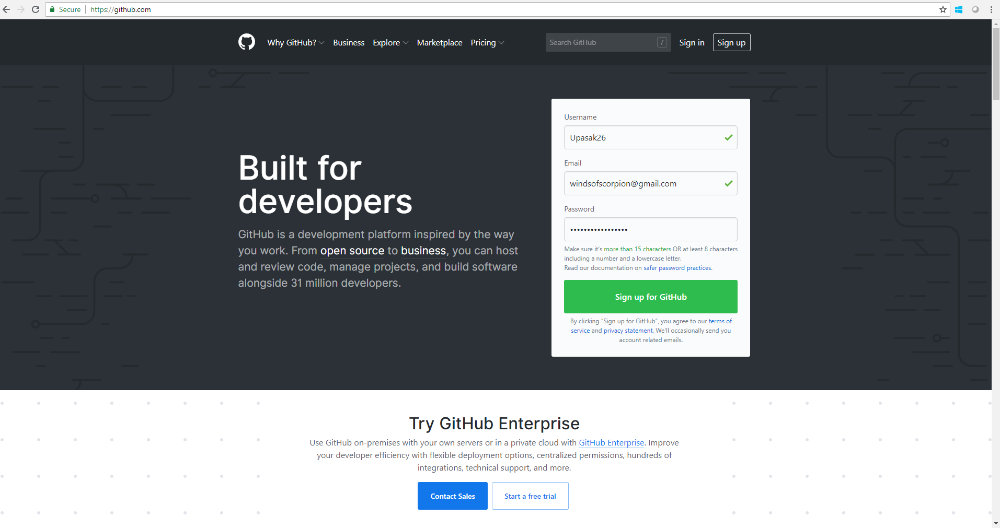 Secure https://github.com
Why GitHub? Business Explore Marketplace Pricing Search GitHub / Sign in Sign up
Built for
developers
GitHub is a development platform inspired by the way
you work. From open source to business, you can host
and review code, manage projects, and build software
alongside 31 million developers.
Username
Upasak26
Email
windsofscorpion@gmail.com
Password
•••••••••••••••••
Make sure it's more than 15 characters OR at least 8 characters
including a number and a lowercase letter.
Read our documentation on safer password practices.
Sign up for GitHub
By clicking “Sign up for GitHub”, you agree to our terms of
service and privacy statement. We’ll occasionally send you
account related emails.
Try GitHub Enterprise
Use GitHub on-premises with your own servers or in a private cloud with GitHub Enterprise. Improve
your developer efficiency with flexible deployment options, centralized permissions, hundreds of
integrations, technical support, and more.
Contact Sales Start a free trial